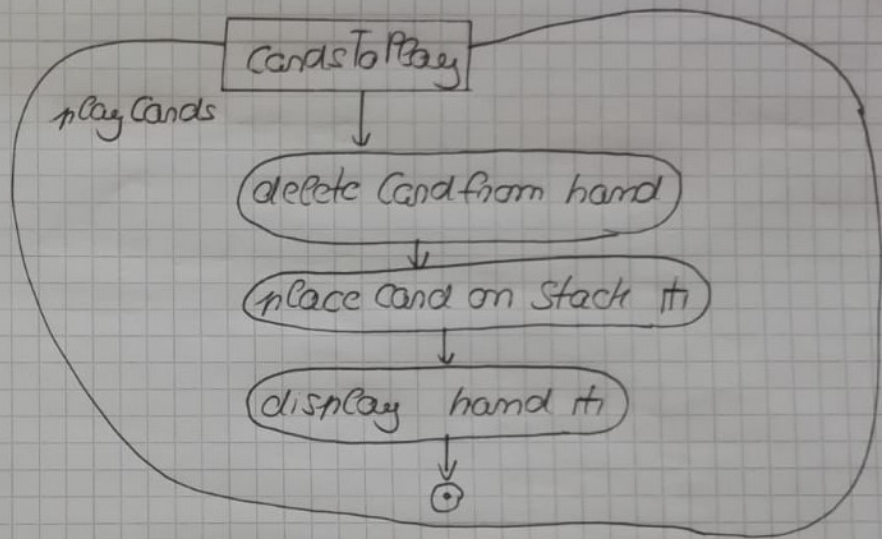 CardsToPlay
playCards
delete Card from hand
place Card on Stack
display hand